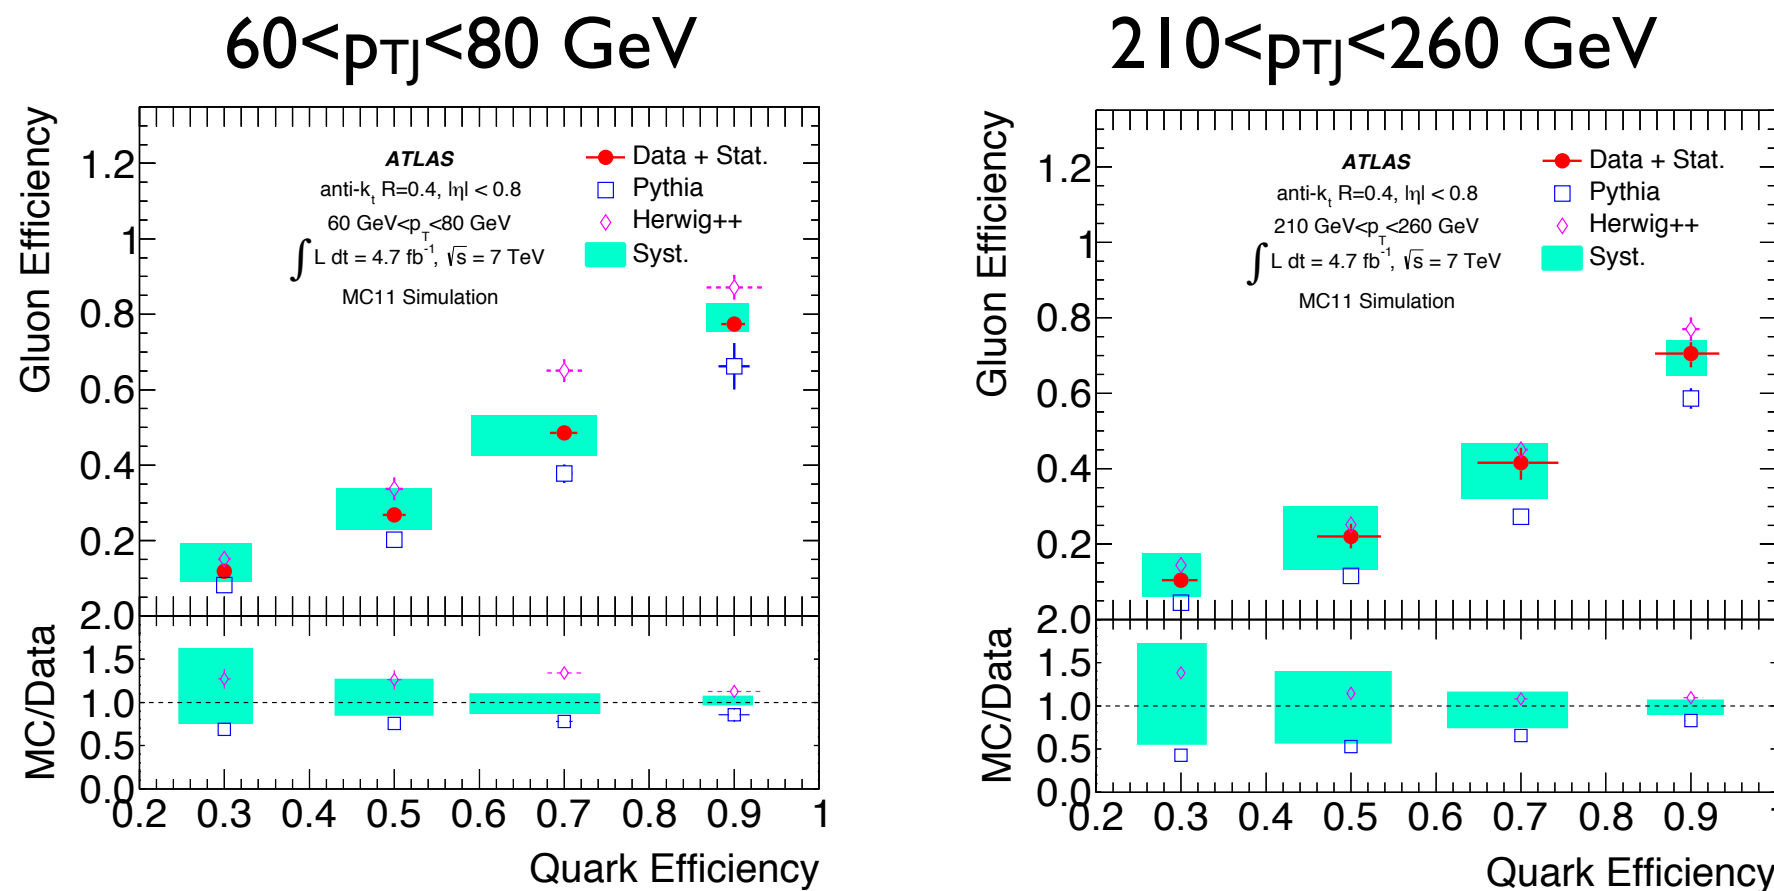 60<pTJ<80 GeV
Gluon Efficiency
ATLAS
anti-kt R=0.4, |η| < 0.8
60 GeV<pT<80 GeV
∫ L dt = 4.7 fb-1, √s = 7 TeV
MC11 Simulation
Data + Stat.
Pythia
Herwig++
Syst.
1.2
1
0.8
0.6
0.4
0.2
MC/Data
2.0
1.5
1.0
0.5
0.0
0.2 0.3 0.4 0.5 0.6 0.7 0.8 0.9 1
Quark Efficiency
210<pTJ<260 GeV
Gluon Efficiency
ATLAS
anti-kt R=0.4, |η| < 0.8
210 GeV<pT<260 GeV
∫ L dt = 4.7 fb-1, √s = 7 TeV
MC11 Simulation
Data + Stat.
Pythia
Herwig++
Syst.
1.2
1
0.8
0.6
0.4
0.2
MC/Data
2.0
1.5
1.0
0.5
0.0
0.2 0.3 0.4 0.5 0.6 0.7 0.8 0.9 1
Quark Efficiency